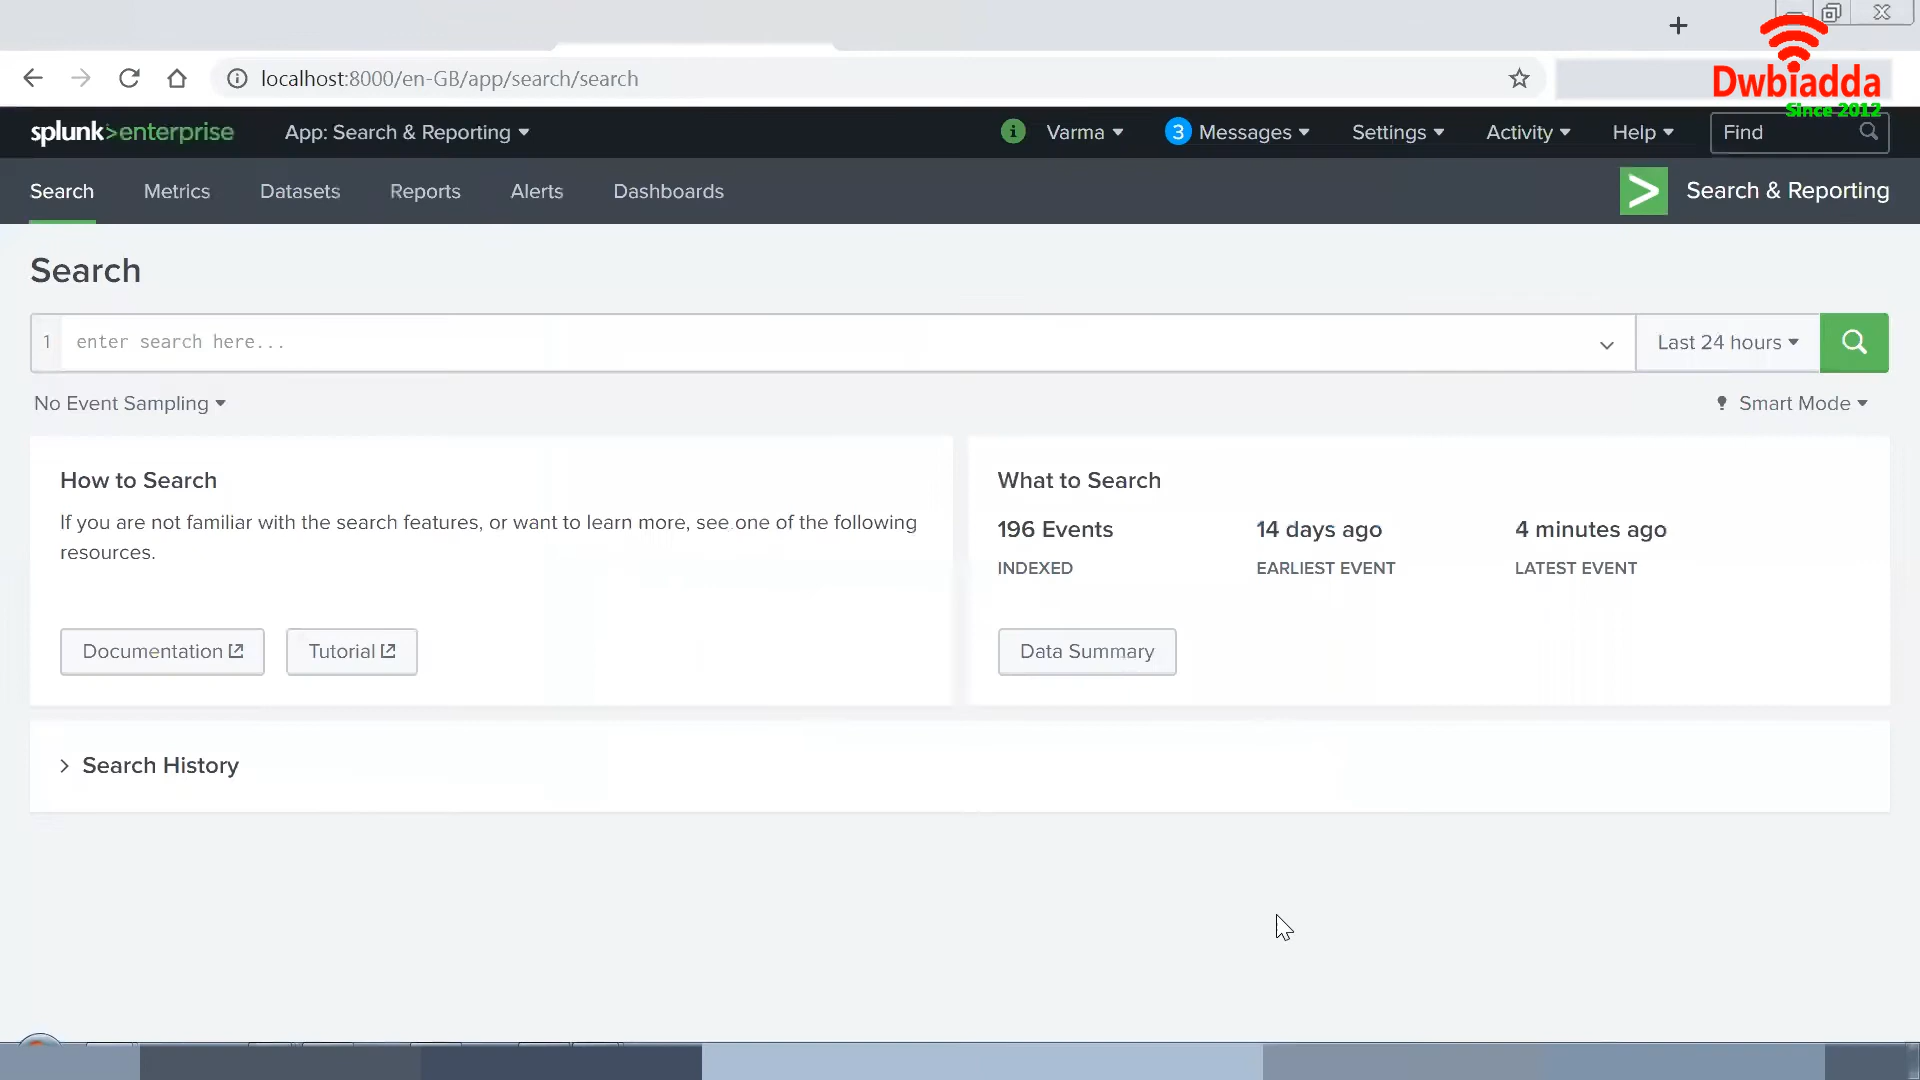 localhost:8000/en-GB/app/search/search
Dwbiadda
Since 2012
splunk>enterprise App: Search & Reporting i Varma 3 Messages Settings Activity Help Find
Search Metrics Datasets Reports Alerts Dashboards > Search & Reporting
Search
1 enter search here... Last 24 hours
No Event Sampling Smart Mode
How to Search
If you are not familiar with the search features, or want to learn more, see one of the following
resources.
Documentation Tutorial
What to Search
196 Events 14 days ago 4 minutes ago
INDEXED EARLIEST EVENT LATEST EVENT
Data Summary
> Search History